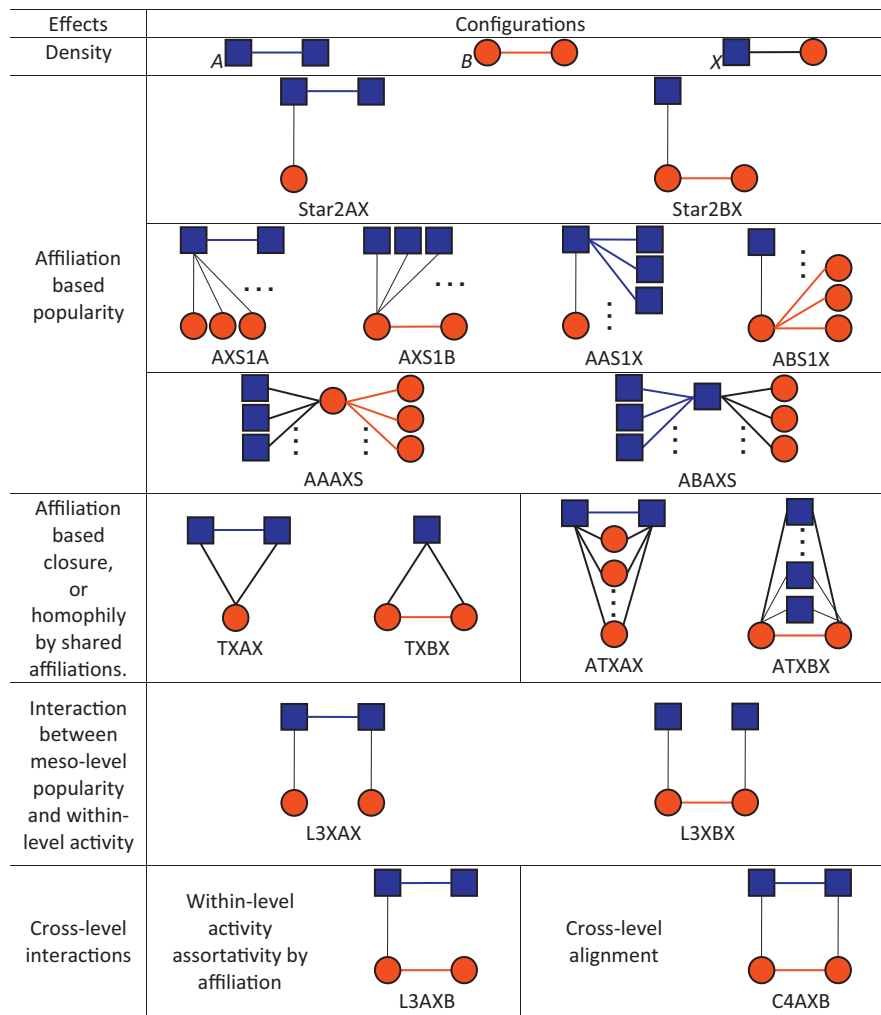 Effects
Configurations
Density
A
B
X
Star2AX
Star2BX
Affiliation
based
popularity
AXS1A
AXS1B
AAS1X
ABS1X
AAAXS
ABAXS
Affiliation
based
closure,
or
homophily
by shared
affiliations.
TXAX
TXBX
ATXAX
ATXBX
Interaction
between
meso-level
popularity
and within-
level activity
L3XAX
L3XBX
Cross-level
interactions
Within-level
activity
assortativity by
affiliation
L3AXB
Cross-level
alignment
C4AXB